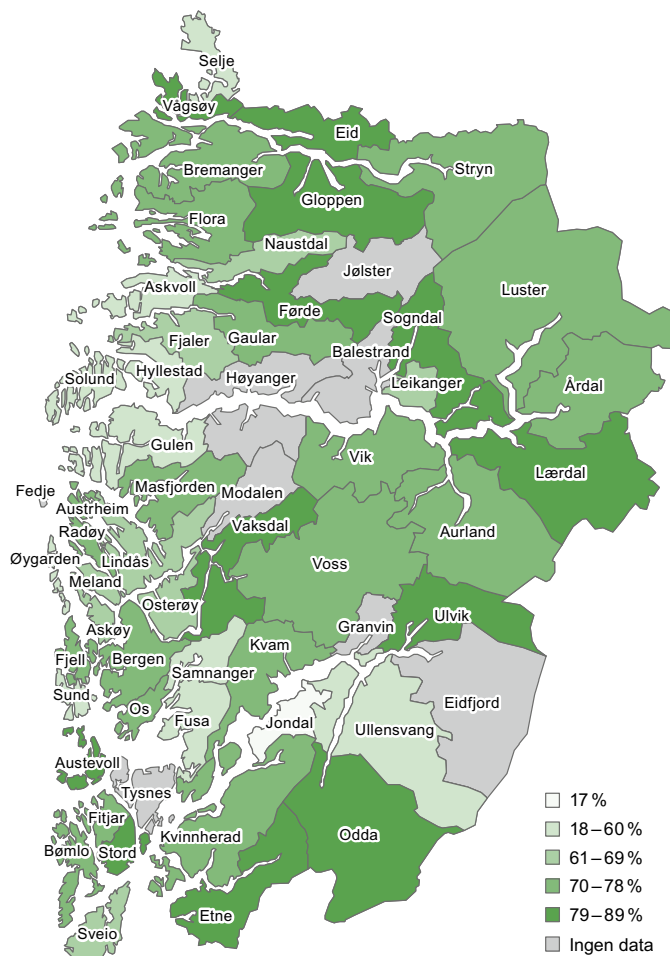 Selje
Vågsøy
Eid
Stryn
Bremanger
Gloppen
Flora
Naustdal
Jølster
Askvoll
Luster
Førde
Sogndal
Fjaler
Gaular
Balestrand
Hyllestad
Høyanger
Leikanger
Solund
Årdal
Gulen
Vik
Lærdal
Masfjorden
Modalen
Fedje
Austrheim
Vaksdal
Radøy
Aurland
Øygarden
Lindås
Voss
Meland
Osterøy
Askøy
Granvin
Ulvik
Kvam
Fjell
Bergen
Samnanger
Eidfjord
Sund
Os
Fusa
Jondal
Ullensvang
Austevoll
Tysnes
17 %
Fitjar
18–60 %
Kvinnherad
Odda
Bømlo
Stord
61–69 %
70–78 %
Etne
79–89 %
Sveio
Ingen data